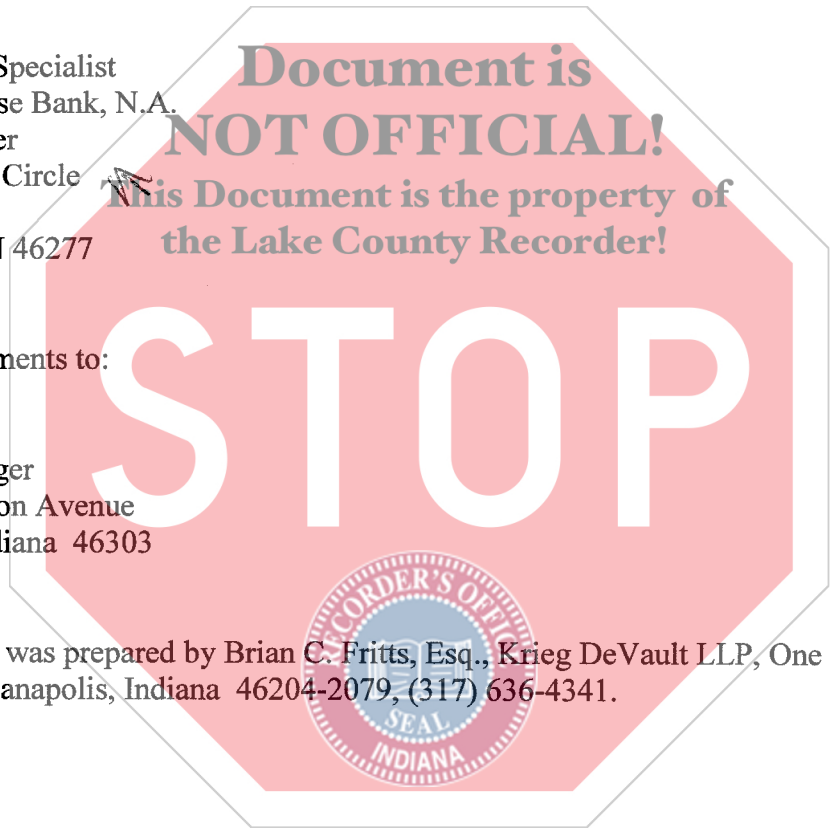 Specialist
se Bank, N.A.
er
Circle
46277
ments to:
ger
on Avenue
diana 46303
was prepared by Brian C. Fritts, Esq., Krieg DeVault LLP, One
anapolis, Indiana 46204-2079, (317) 636-4341.
Document is
NOT OFFICIAL!
This Document is the property of
the Lake County Recorder!
STOP
RECORDER'S OFFICE
SEAL
INDIANA